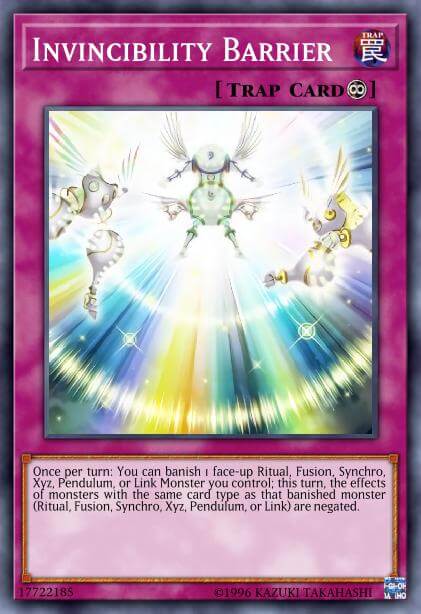 INVINCIBILITY BARRIER
TRAP
罠
[TRAP CARD]
Once per turn: You can banish 1 face-up Ritual, Fusion, Synchro,
Xyz, Pendulum, or Link Monster you control; this turn, the effects
of monsters with the same card type as that banished monster
(Ritual, Fusion, Synchro, Xyz, Pendulum, or Link) are negated.
17722185
©1996 KAZUKI TAKAHASHI